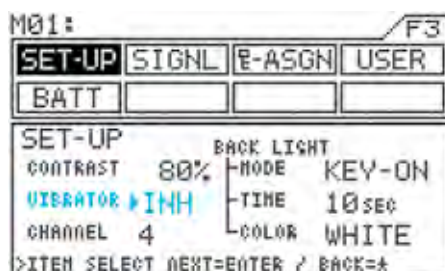 M01: F3
SET-UP SIGNL E-ASGN USER
BATT
SET-UP BACK LIGHT
CONTRAST 80% MODE KEY-ON
VIBRATOR INH TIME 10SEC
CHANNEL 4 COLOR WHITE
>ITEM SELECT NEXT=ENTER / BACK=±